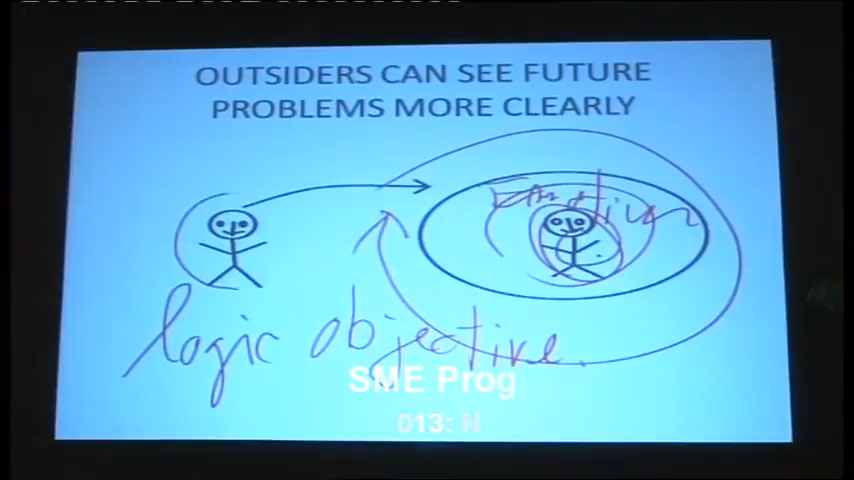 OUTSIDERS CAN SEE FUTURE
PROBLEMS MORE CLEARLY
Emotion
logic objective.
SME Prog
013: N